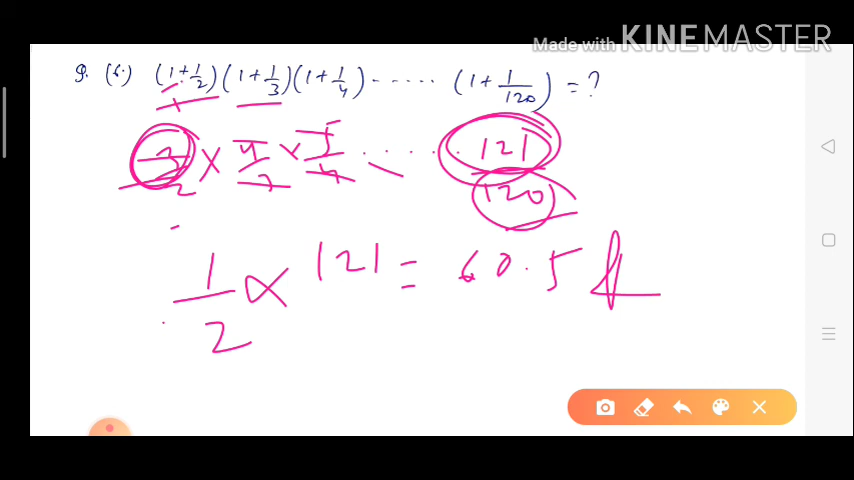 Made with KINEMASTER
Q. (6.) (1+1/2)(1+1/3)(1+1/4)------(1+1/120)=?
3/2 × 4/3 × 5/4 ..... 121/120
1/2 × 121 = 60.5